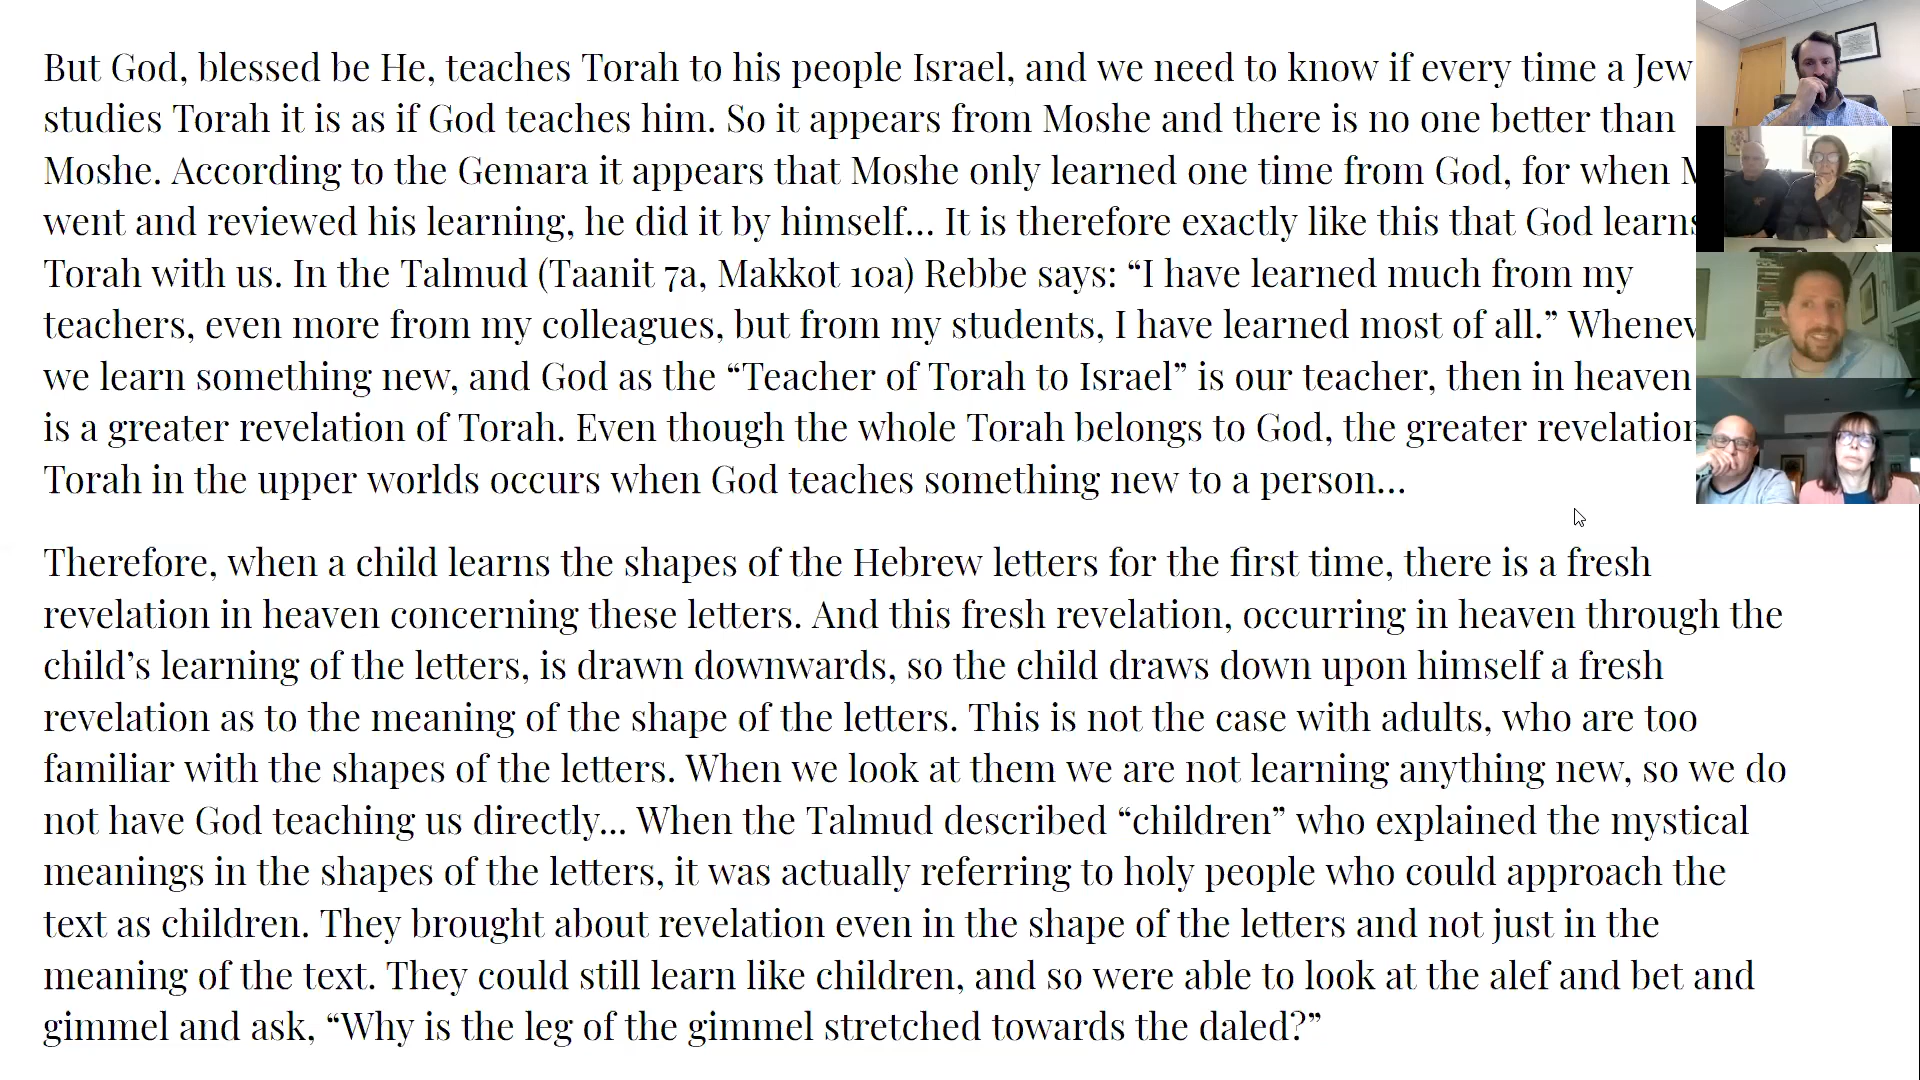 But God, blessed be He, teaches Torah to his people Israel, and we need to know if every time a Jew
studies Torah it is as if God teaches him. So it appears from Moshe and there is no one better than
Moshe. According to the Gemara it appears that Moshe only learned one time from God, for when
went and reviewed his learning, he did it by himself... It is therefore exactly like this that God learns
Torah with us. In the Talmud (Taanit 7a, Makkot 10a) Rebbe says: “I have learned much from my
teachers, even more from my colleagues, but from my students, I have learned most of all.”
we learn something new, and God as the “Teacher of Torah to Israel” is our teacher, then in heaven
is a greater revelation of Torah. Even though the whole Torah belongs to God, the greater revelation
Torah in the upper worlds occurs when God teaches something new to a person...
Therefore, when a child learns the shapes of the Hebrew letters for the first time, there is a fresh
revelation in heaven concerning these letters. And this fresh revelation, occurring in heaven through the
child’s learning of the letters, is drawn downwards, so the child draws down upon himself a fresh
revelation as to the meaning of the shape of the letters. This is not the case with adults, who are too
familiar with the shapes of the letters. When we look at them we are not learning anything new, so we do
not have God teaching us directly... When the Talmud described “children” who explained the mystical
meanings in the shapes of the letters, it was actually referring to holy people who could approach the
text as children. They brought about revelation even in the shape of the letters and not just in the
meaning of the text. They could still learn like children, and so were able to look at the alef and bet and
gimmel and ask, “Why is the leg of the gimmel stretched towards the daled?”